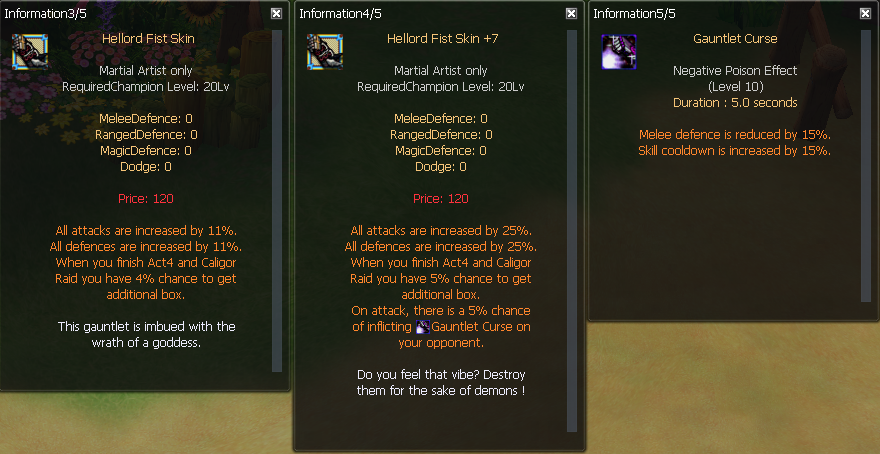 Information3/5
Hellord Fist Skin
Martial Artist only
RequiredChampion Level: 20Lv
MeleeDefence: 0
RangedDefence: 0
MagicDefence: 0
Dodge: 0
Price: 120
All attacks are increased by 11%.
All defences are increased by 11%.
When you finish Act4 and Caligor
Raid you have 4% chance to get
additional box.
This gauntlet is imbued with the
wrath of a goddess.
Information4/5
Hellord Fist Skin +7
Martial Artist only
RequiredChampion Level: 20Lv
MeleeDefence: 0
RangedDefence: 0
MagicDefence: 0
Dodge: 0
Price: 120
All attacks are increased by 25%.
All defences are increased by 25%.
When you finish Act4 and Caligor
Raid you have 5% chance to get
additional box.
On attack, there is a 5% chance
of inflicting Gauntlet Curse on
your opponent.
Do you feel that vibe? Destroy
them for the sake of demons !
Information5/5
Gauntlet Curse
Negative Poison Effect
(Level 10)
Duration : 5.0 seconds
Melee defence is reduced by 15%.
Skill cooldown is increased by 15%.